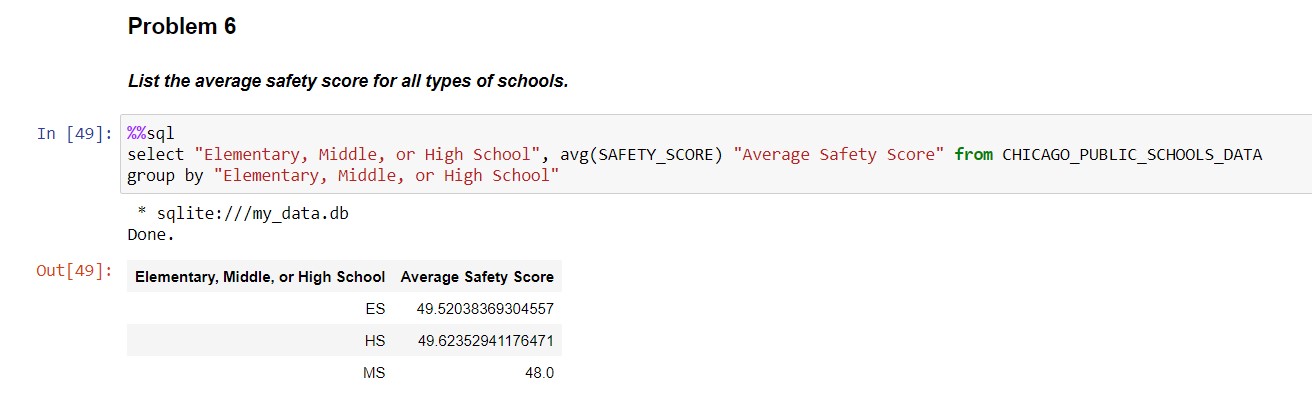 Problem 6
List the average safety score for all types of schools.
In [49]: %%sql
select "Elementary, Middle, or High School", avg(SAFETY_SCORE) "Average Safety Score" from CHICAGO_PUBLIC_SCHOOLS_DATA
group by "Elementary, Middle, or High School"
* sqlite:///my_data.db
Done.
Out[49]: Elementary, Middle, or High School Average Safety Score
ES 49.52038369304557
HS 49.62352941176471
MS 48.0